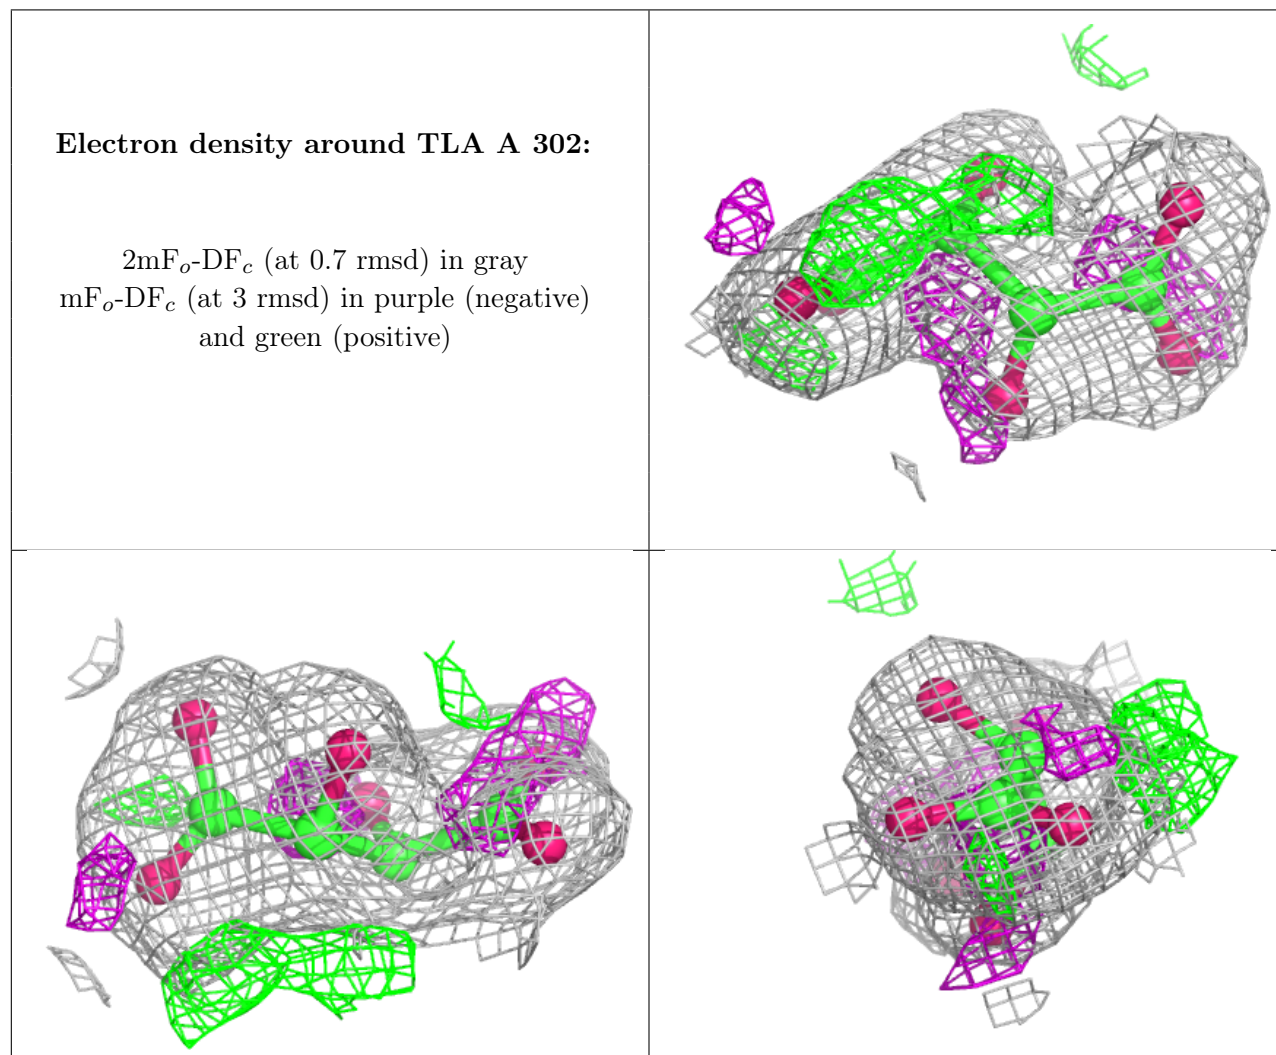 Electron density around TLA A 302:
2mFo-DFc (at 0.7 rmsd) in gray
mFo-DFc (at 3 rmsd) in purple (negative)
and green (positive)